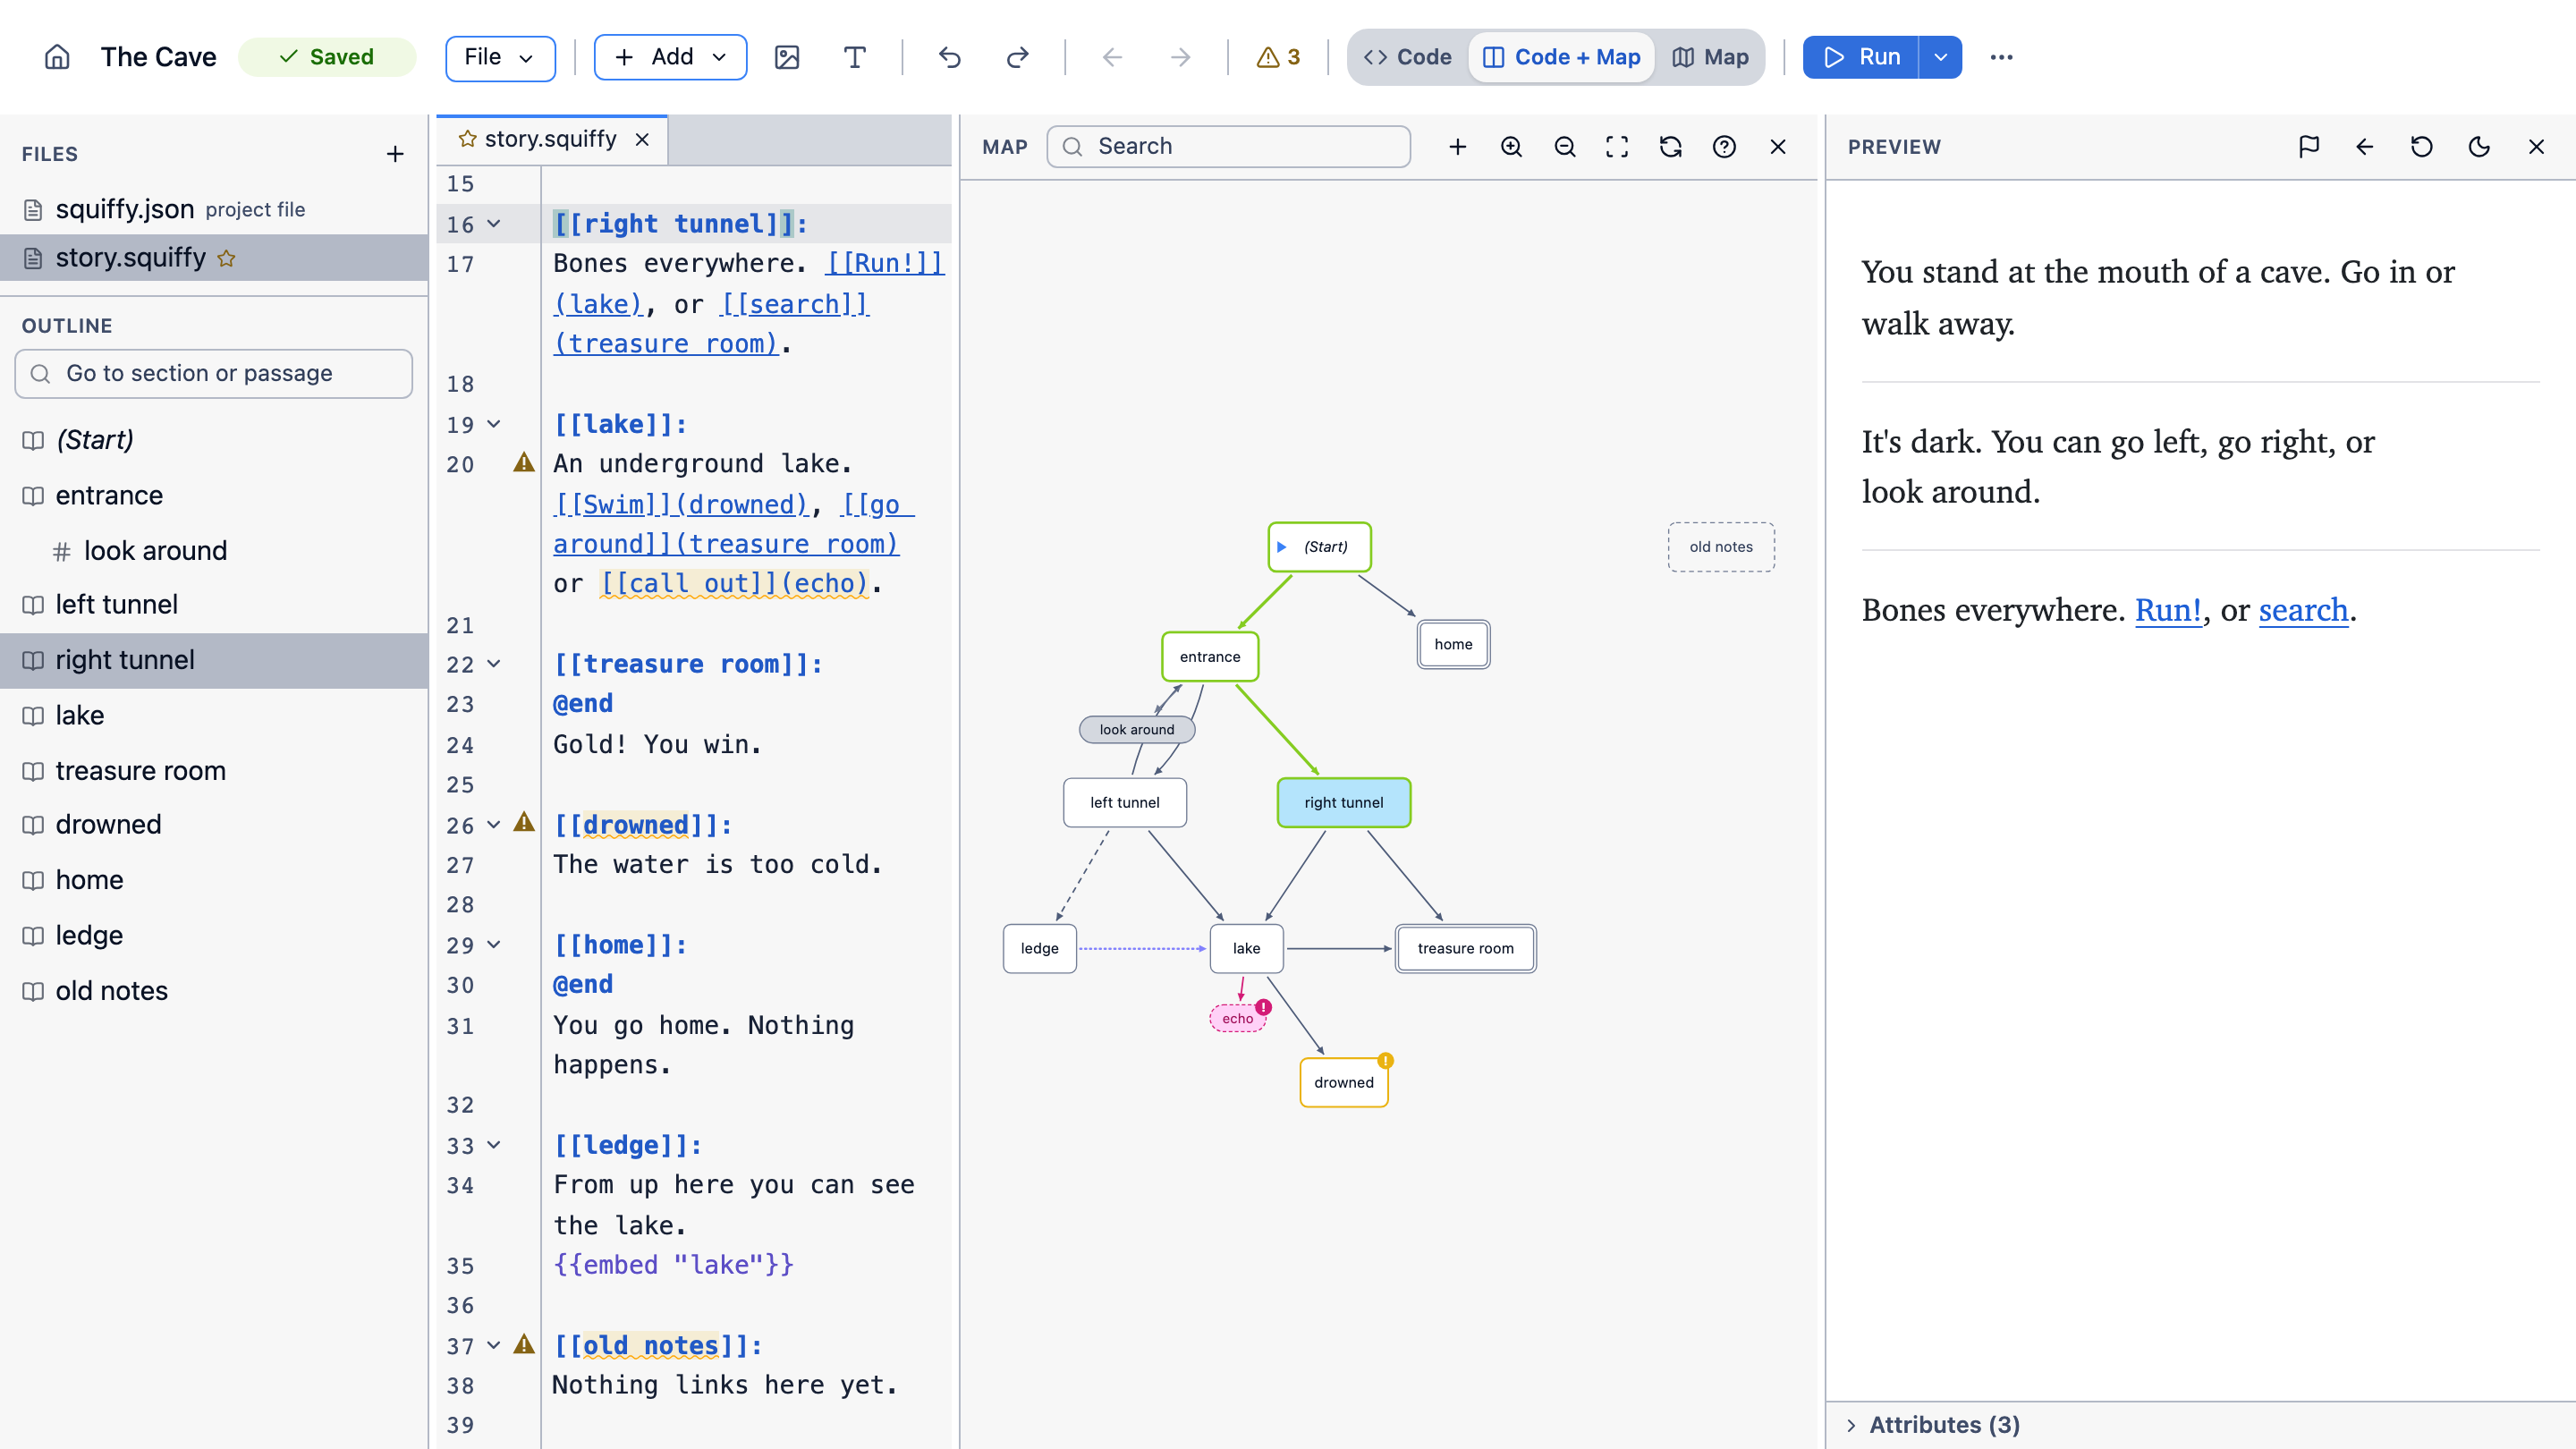 The Cave
Saved
File
Add
3
Code
Code + Map
Map
Run
FILES
squiffy.json project file
story.squiffy
OUTLINE
Go to section or passage
(Start)
entrance
# look around
left tunnel
right tunnel
lake
treasure room
drowned
home
ledge
old notes
story.squiffy
15
16 [[right tunnel]]:
17 Bones everywhere. [[Run!]]
(lake), or [[search]]
(treasure room).
18
19 [[lake]]:
20 An underground lake.
[[Swim]](drowned), [[go
around]](treasure room)
or [[call out]](echo).
21
22 [[treasure room]]:
23 @end
24 Gold! You win.
25
26 [[drowned]]:
27 The water is too cold.
28
29 [[home]]:
30 @end
31 You go home. Nothing
happens.
32
33 [[ledge]]:
34 From up here you can see
the lake.
35 {{embed "lake"}}
36
37 [[old notes]]:
38 Nothing links here yet.
39
MAP
Search
(Start)
old notes
home
entrance
look around
left tunnel
right tunnel
ledge
lake
treasure room
echo
drowned
PREVIEW
You stand at the mouth of a cave. Go in or
walk away.
It's dark. You can go left, go right, or
look around.
Bones everywhere. Run!, or search.
Attributes (3)